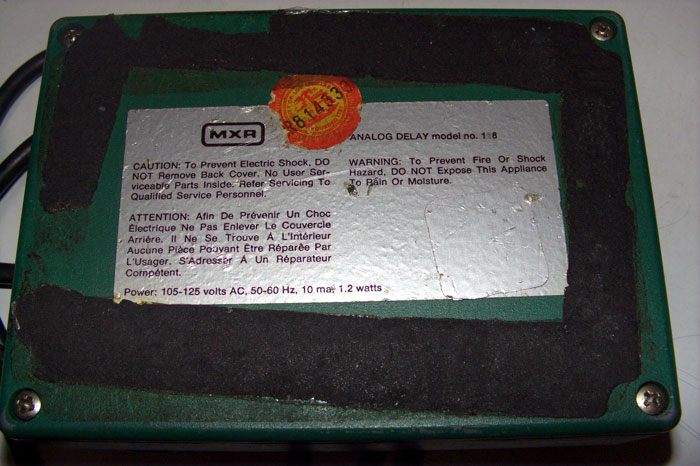 MXR
ANALOG DELAY model no. 1
CAUTION: To Prevent Electric Shock, DO
NOT Remove Back Cover. No User Ser-
viceable Parts Inside. Refer Servicing To
Qualified Service Personnel.
WARNING: To Prevent Fire Or Shock
Hazard, DO NOT Expose This Appliance
To Rain Or Moisture.
ATTENTION: Afin De Prévenir Un Choc
Électrique Ne Pas Enlever Le Couvercle
Arrière. Il Ne Se Trouve À L'Intérieur
Aucune Pièce Pouvant Être Réparée Par
L'Usager. S'Adresser À Un Réparateur
Compétent.
Power: 105-125 volts AC, 50-60 Hz, 10 ma, 1.2 watts